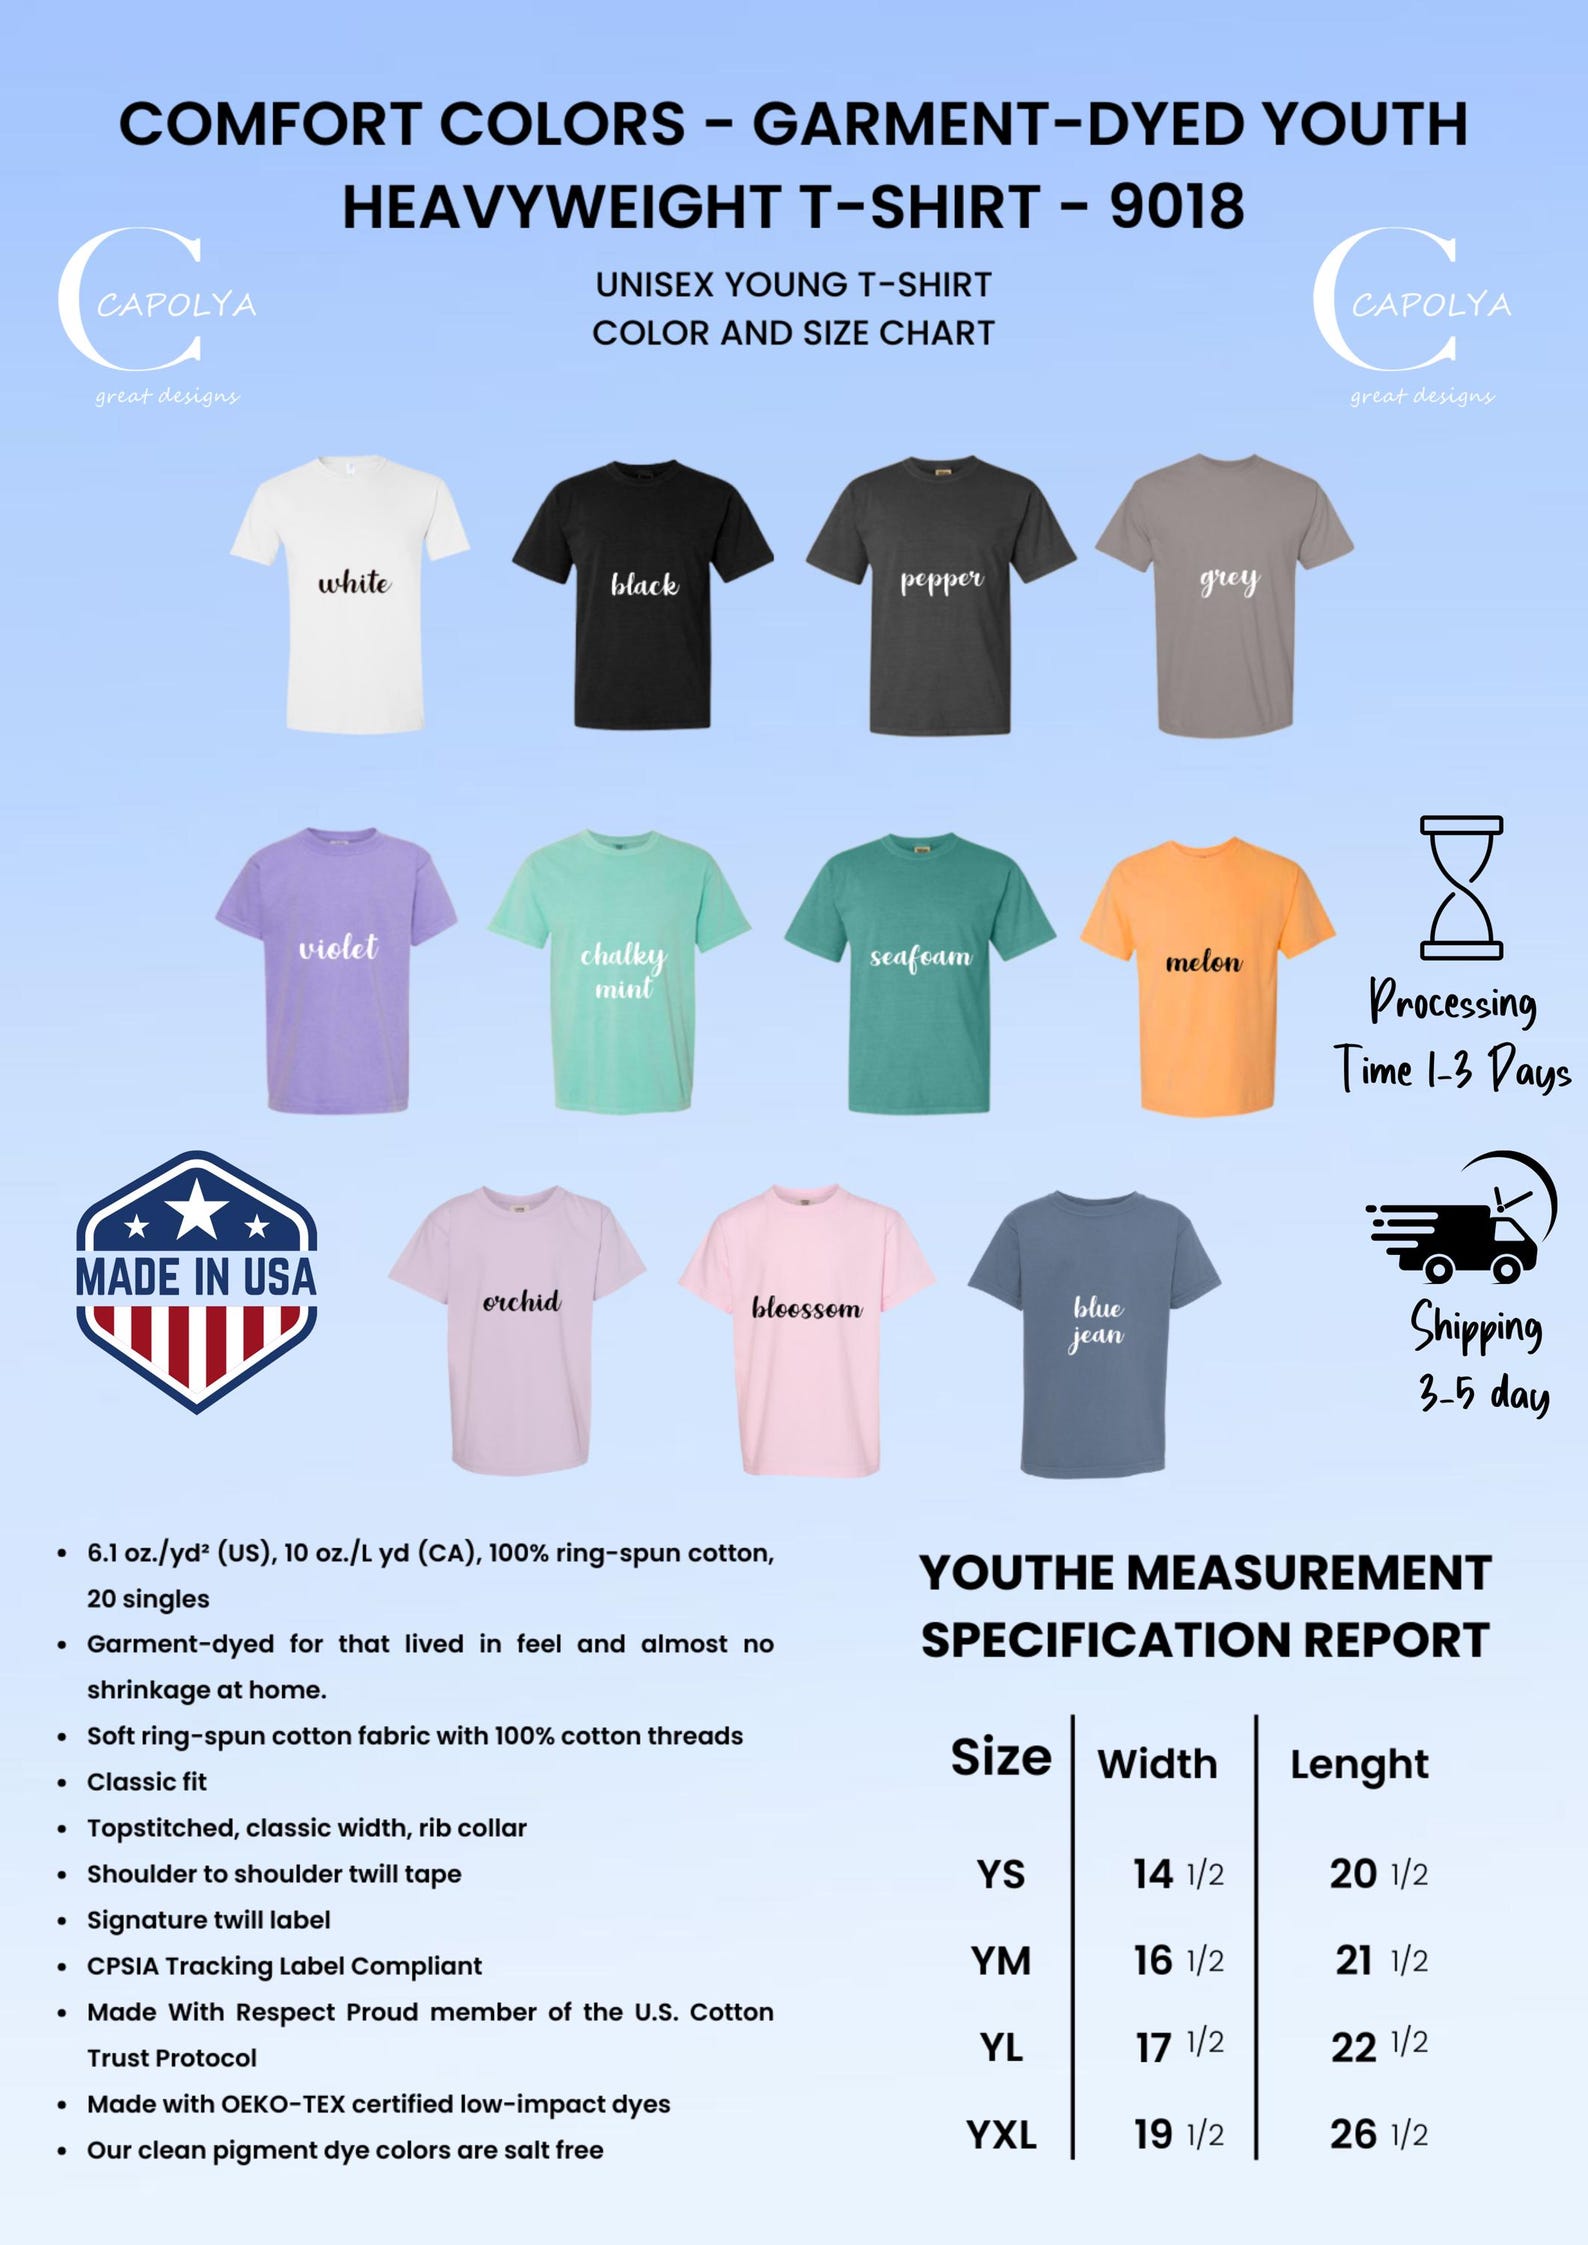 COMFORT COLORS - GARMENT-DYED YOUTH
HEAVYWEIGHT T-SHIRT - 9018
UNISEX YOUNG T-SHIRT
COLOR AND SIZE CHART
C
CAPOLYA
great designs
C
CAPOLYA
great designs
white
black
pepper
grey
violet
chalky
mint
seafoam
melon
Processing
Time 1-3 Days
MADE IN USA
orchid
bloossom
blue
jean
Shipping
3-5 day
• 6.1 oz./yd² (US), 10 oz./L yd (CA), 100% ring-spun cotton,
20 singles
• Garment-dyed for that lived in feel and almost no
shrinkage at home.
• Soft ring-spun cotton fabric with 100% cotton threads
• Classic fit
• Topstitched, classic width, rib collar
• Shoulder to shoulder twill tape
• Signature twill label
• CPSIA Tracking Label Compliant
• Made With Respect Proud member of the U.S. Cotton
Trust Protocol
• Made with OEKO-TEX certified low-impact dyes
• Our clean pigment dye colors are salt free
YOUTHE MEASUREMENT
SPECIFICATION REPORT
Size Width Lenght
YS 14 1/2 20 1/2
YM 16 1/2 21 1/2
YL 17 1/2 22 1/2
YXL 19 1/2 26 1/2